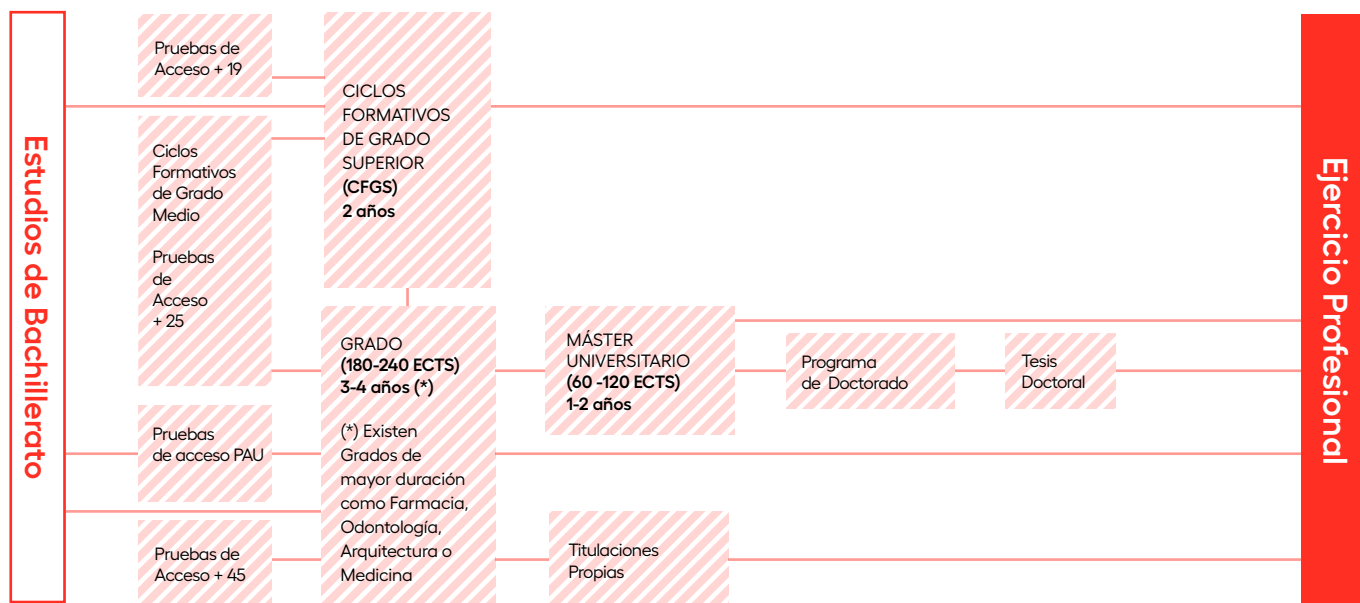 Estudios de Bachillerato
Pruebas de
Acceso + 19
Ciclos
Formativos
de Grado
Medio
Pruebas
de
Acceso
+ 25
Pruebas
de acceso PAU
Pruebas de
Acceso + 45
CICLOS
FORMATIVOS
DE GRADO
SUPERIOR
(CFGS)
2 años
GRADO
(180-240 ECTS)
3-4 años (*)
(*) Existen
Grados de
mayor duración
como Farmacia,
Odontología,
Arquitectura o
Medicina
MÁSTER
UNIVERSITARIO
(60 -120 ECTS)
1-2 años
Titulaciones
Propias
Programa
de Doctorado
Tesis
Doctoral
Ejercicio Profesional